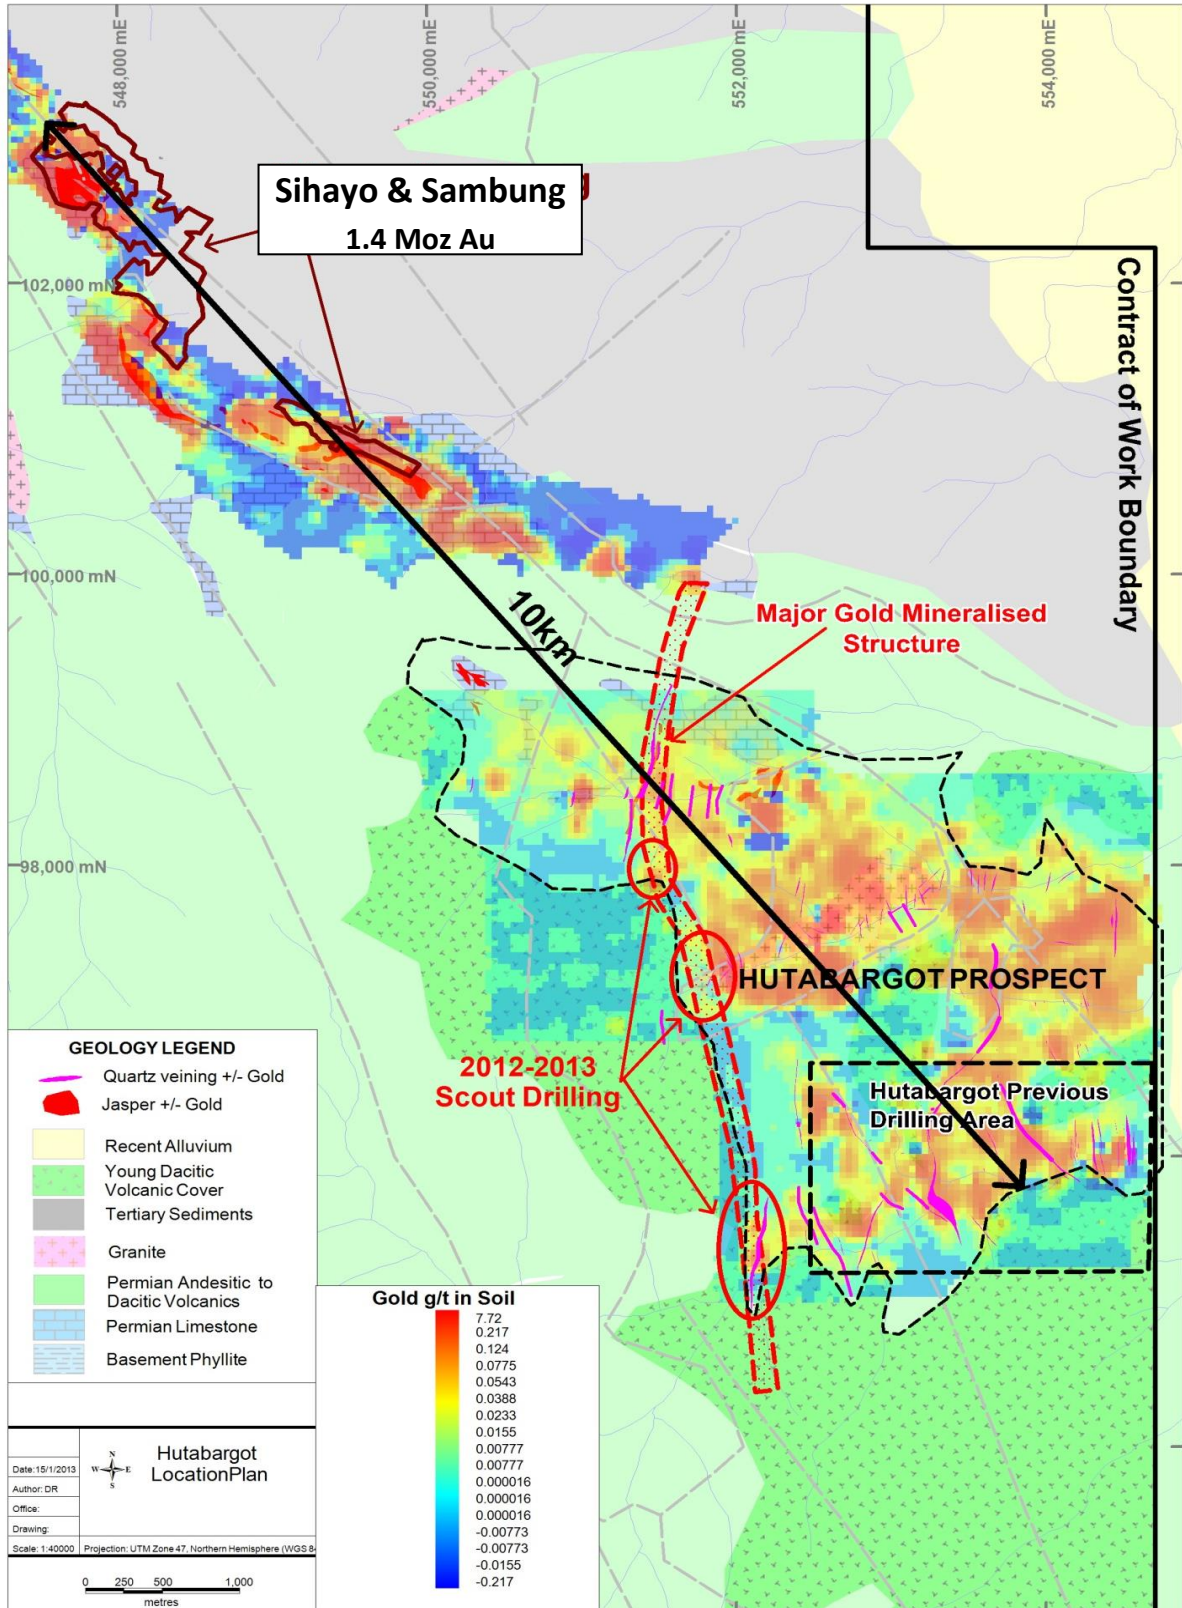 548,000 mE
550,000 mE
552,000 mE
554,000 mE
Sihayo & Sambung
1.4 Moz Au
g
102,000 mN
Contract of Work Boundary
100,000 mN
10km
Major Gold Mineralised
Structure
98,000 mN
HUTABARGOT PROSPECT
2012-2013
Scout Drilling
Hutabargot Previous
Drilling Area
GEOLOGY LEGEND
Quartz veining +/- Gold
Jasper +/- Gold
Recent Alluvium
Young Dacitic
Volcanic Cover
Tertiary Sediments
Granite
Permian Andesitic to
Dacitic Volcanics
Permian Limestone
Basement Phyllite
Gold g/t in Soil
7.72
0.217
0.124
0.0775
0.0543
0.0388
0.0233
0.0155
0.00777
0.00777
0.000016
0.000016
0.000016
-0.00773
-0.00773
-0.0155
-0.217
Hutabargot
LocationPlan
N
W E
S
Date:15/1/2013
Author: DR
Office:
Drawing:
Scale: 1:40000 Projection: UTM Zone 47, Northern Hemisphere (WGS 8
0 250 500 1,000
metres